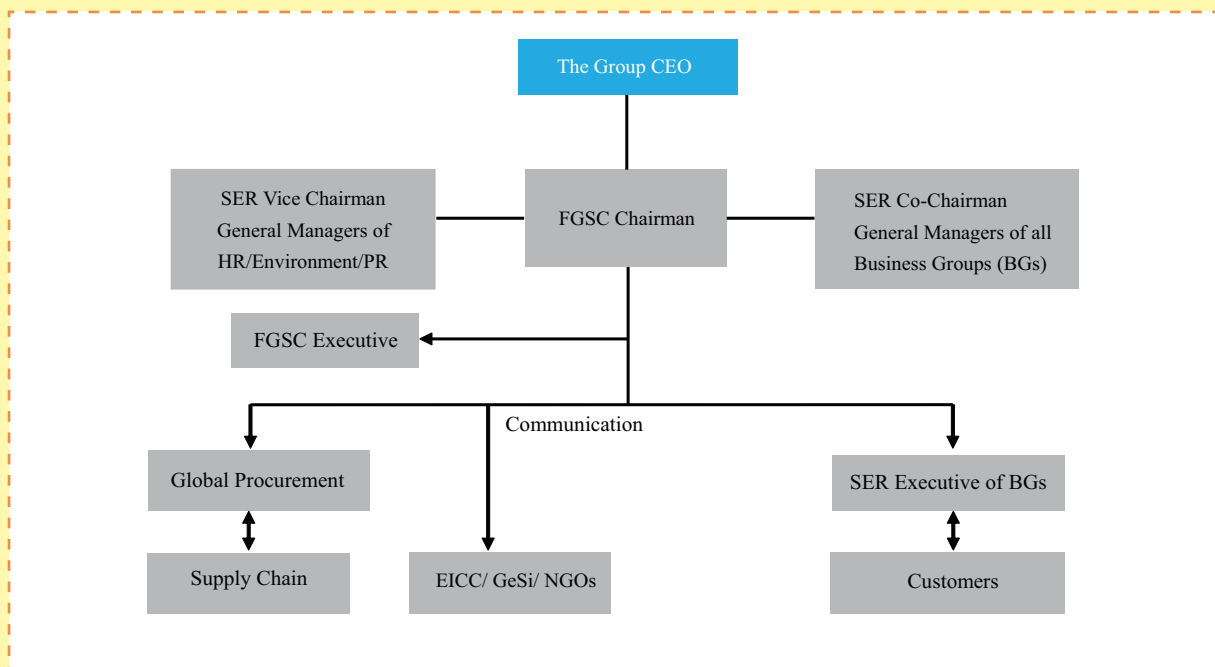 The Group CEO
SER Vice Chairman
General Managers of
HR/Environment/PR
FGSC Chairman
SER Co-Chairman
General Managers of all
Business Groups (BGs)
FGSC Executive
Communication
Global Procurement
SER Executive of BGs
Supply Chain
EICC/ GeSi/ NGOs
Customers